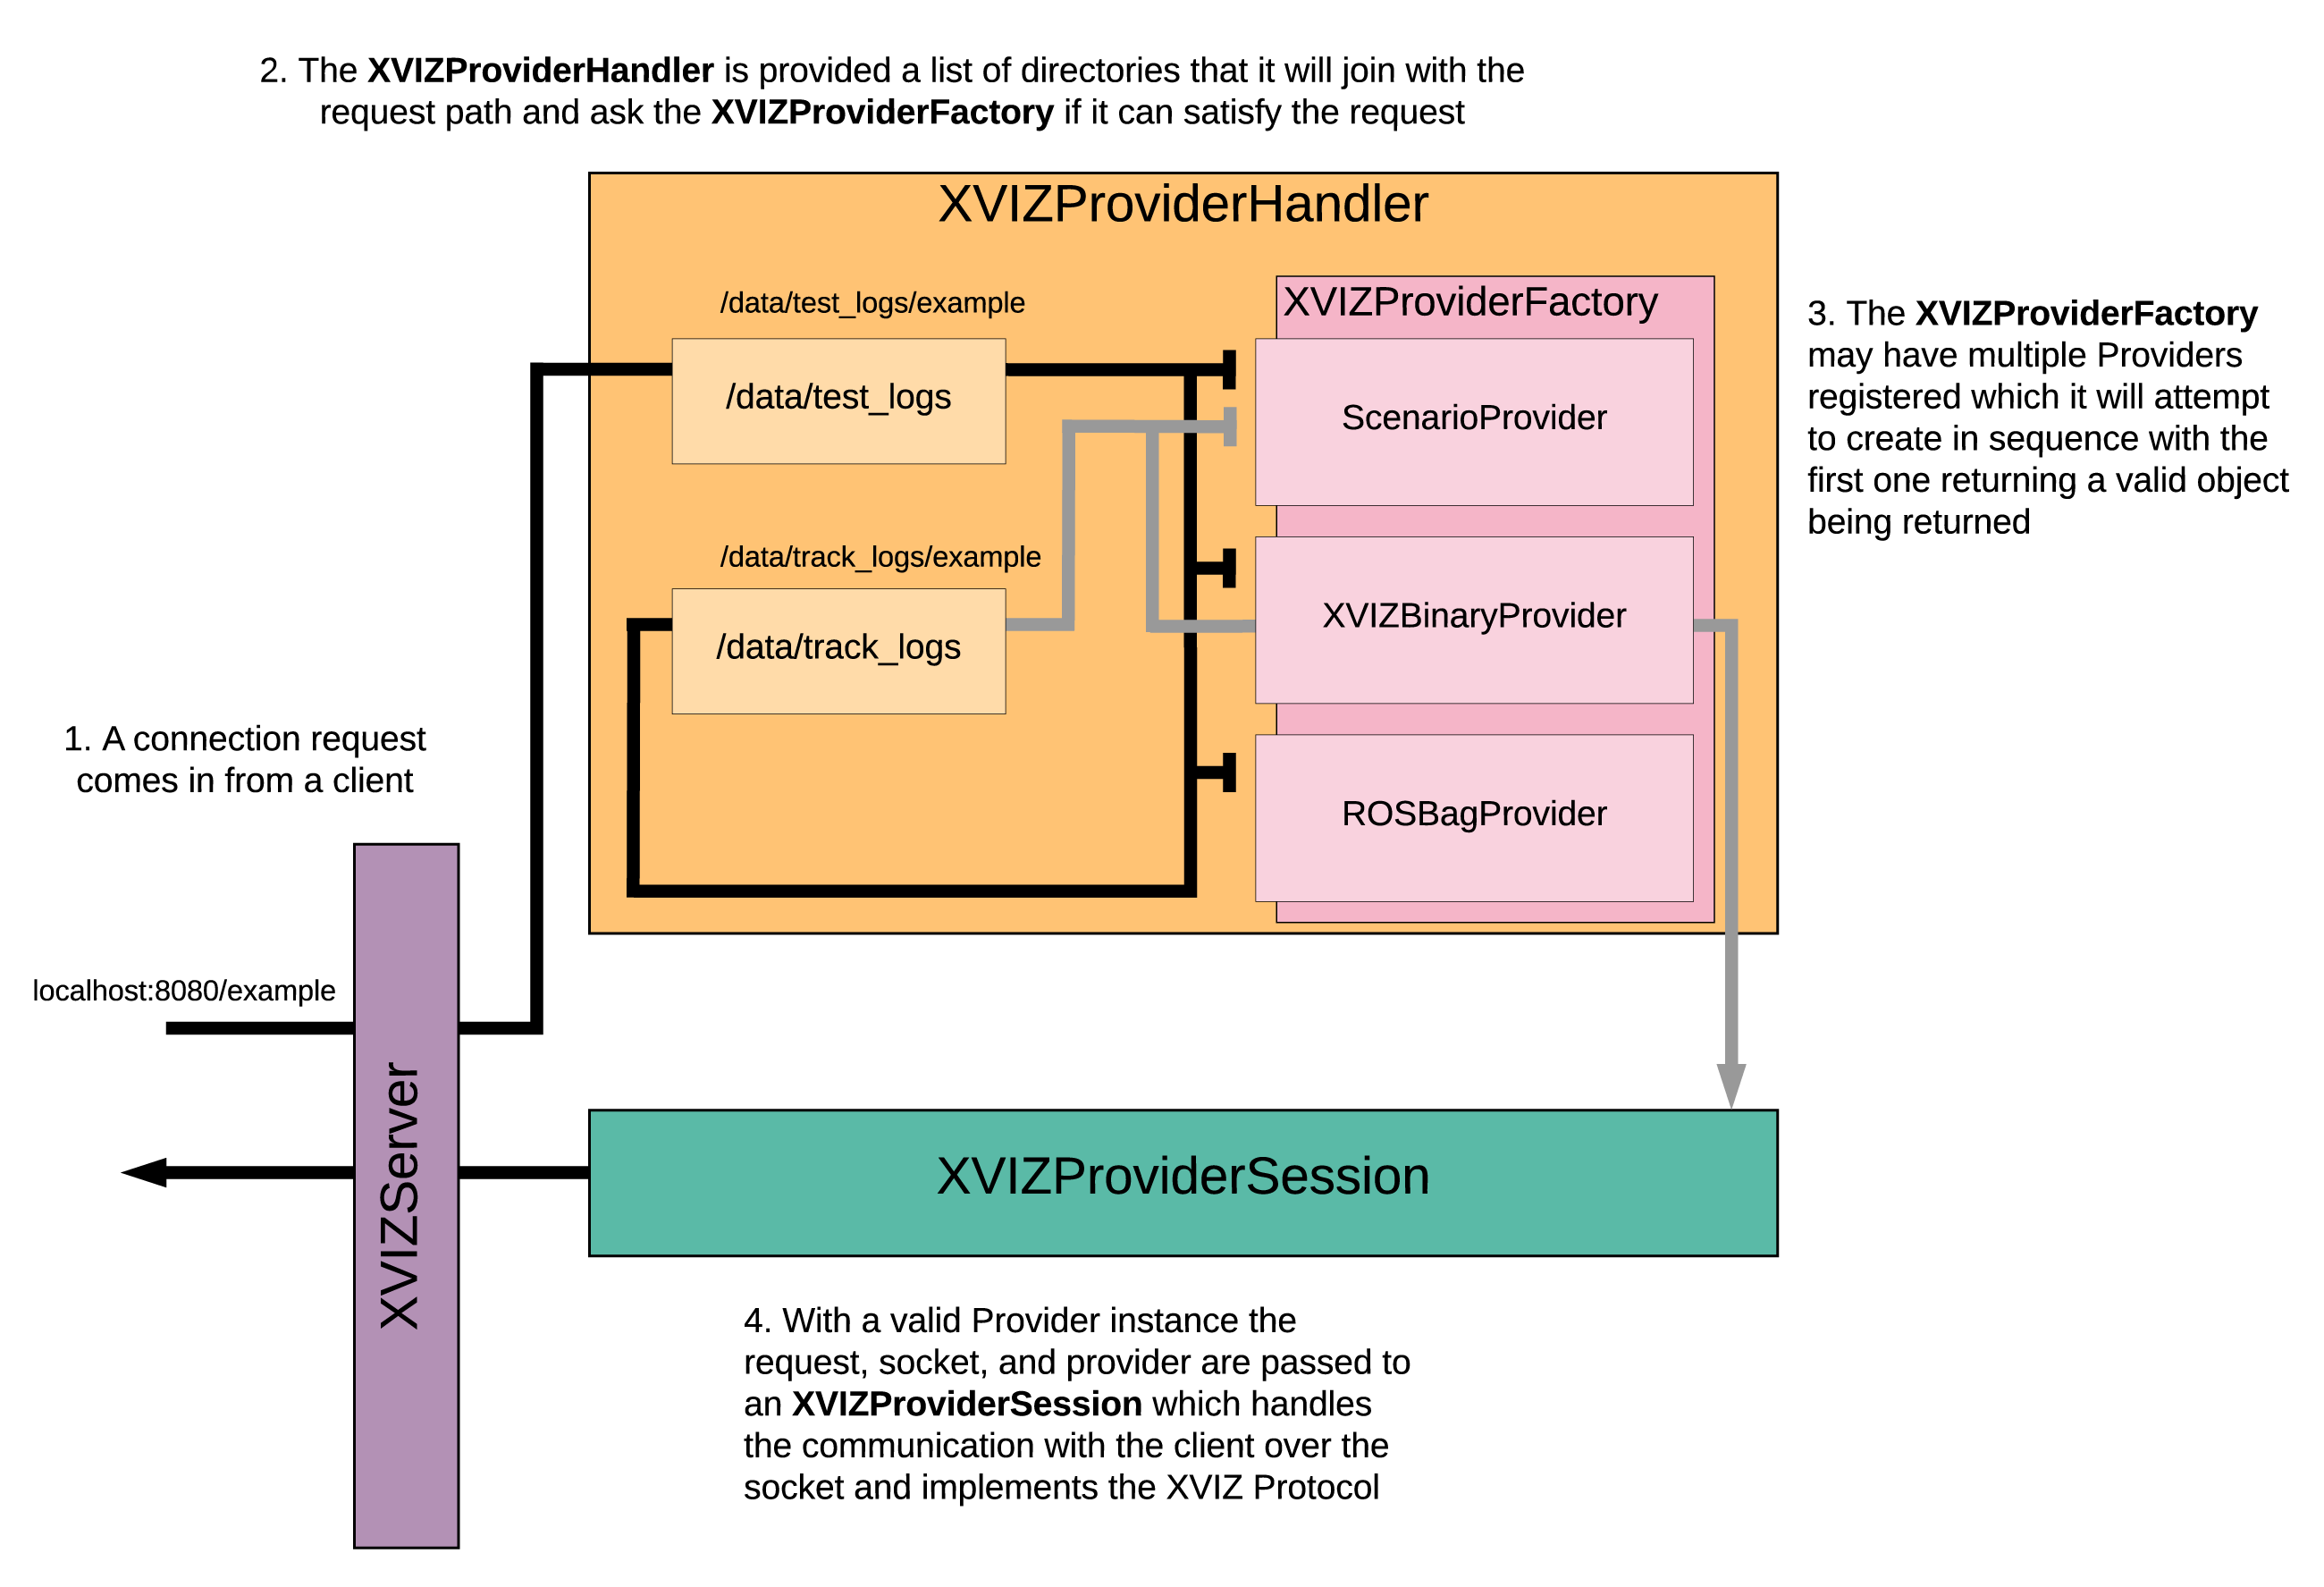 2. The XVIZProviderHandler is provided a list of directories that it will join with the
request path and ask the XVIZProviderFactory if it can satisfy the request
XVIZProviderHandler
/data/test_logs/example
/data/test_logs
/data/track_logs/example
/data/track_logs
XVIZProviderFactory
ScenarioProvider
XVIZBinaryProvider
ROSBagProvider
3. The XVIZProviderFactory
may have multiple Providers
registered which it will attempt
to create in sequence with the
first one returning a valid object
being returned
1. A connection request
comes in from a client
localhost:8080/example
XVIZServer
XVIZProviderSession
4. With a valid Provider instance the
request, socket, and provider are passed to
an XVIZProviderSession which handles
the communication with the client over the
socket and implements the XVIZ Protocol